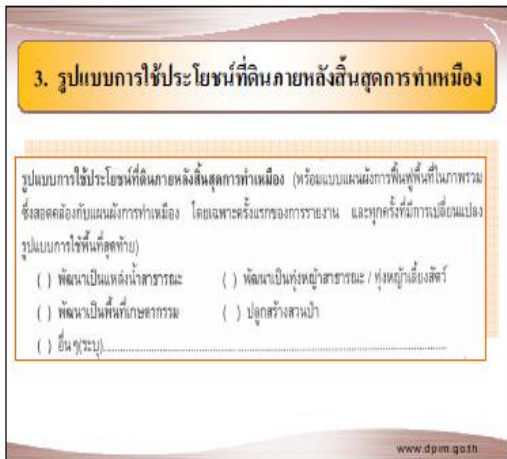 3. รูปแบบการใช้ประโยชน์ที่ดินภายหลังสิ้นสุดการทำเหมือง
รูปแบบการใช้ประโยชน์ที่ดินภายหลังสิ้นสุดการทำเหมือง (พร้อมแบบแผนผังการฟื้นฟูพื้นที่ในภาพรวม
ซึ่งสอดคล้องกับแผนผังการทำเหมือง โดยเฉพาะครั้งแรกของการรายงาน และทุกครั้งที่มีการเปลี่ยนแปลง
รูปแบบการใช้พื้นที่สุดท้าย)
( ) พัฒนาเป็นแหล่งน้ำสาธารณะ ( ) พัฒนาเป็นทุ่งหญ้าสาธารณะ / ทุ่งหญ้าเลี้ยงสัตว์
( ) พัฒนาเป็นพื้นที่เกษตรกรรม ( ) ปลูกสร้างสวนป่า
( ) อื่นๆ(ระบุ)..........................................................................................
www.dpim.go.th